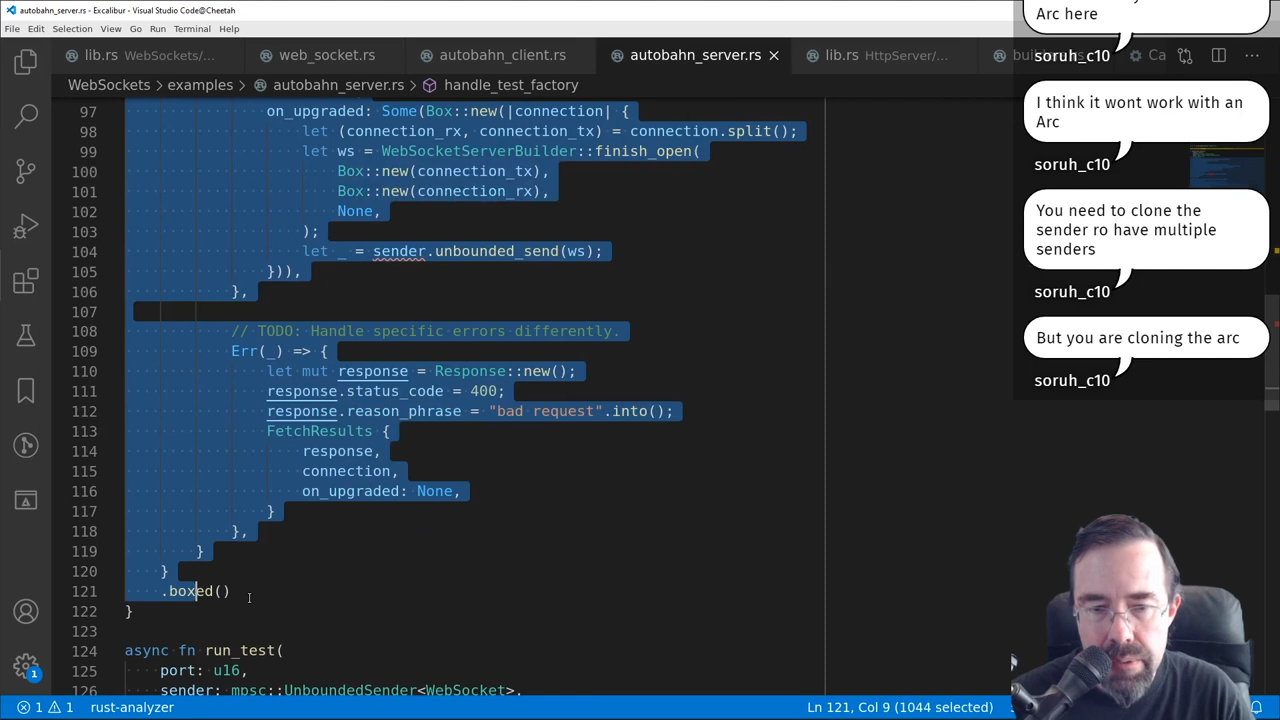 autobahn_server.rs - Excalibur - Visual Studio Code@Cheetah
File Edit Selection View Go Run Terminal Help
lib.rs WebSockets/... web_socket.rs autobahn_client.rs autobahn_server.rs lib.rs HttpServer/... Ca
WebSockets > examples > autobahn_server.rs > handle_test_factory
97 on_upgraded: Some(Box::new(|connection| {
98 let (connection_rx, connection_tx) = connection.split();
99 let ws = WebSocketServerBuilder::finish_open(
100 Box::new(connection_tx),
101 Box::new(connection_rx),
102 None,
103 );
104 let _ = sender.unbounded_send(ws);
105 })),
106 },
107
108 // TODO: Handle specific errors differently.
109 Err(_) => {
110 let mut response = Response::new();
111 response.status_code = 400;
112 response.reason_phrase = "bad request".into();
113 FetchResults {
114 response,
115 connection,
116 on_upgraded: None,
117 }
118 },
119 }
120 }
121 .boxed()
122 }
123
124 async fn run_test(
125 port: u16,
126 sender: mpsc::UnboundedSender<WebSocket>,
Arc here
soruh_c10
I think it wont work with an
Arc
soruh_c10
You need to clone the
sender ro have multiple
senders
soruh_c10
But you are cloning the arc
soruh_c10
1
1 1 rust-analyzer Ln 121, Col 9 (1044 selected)